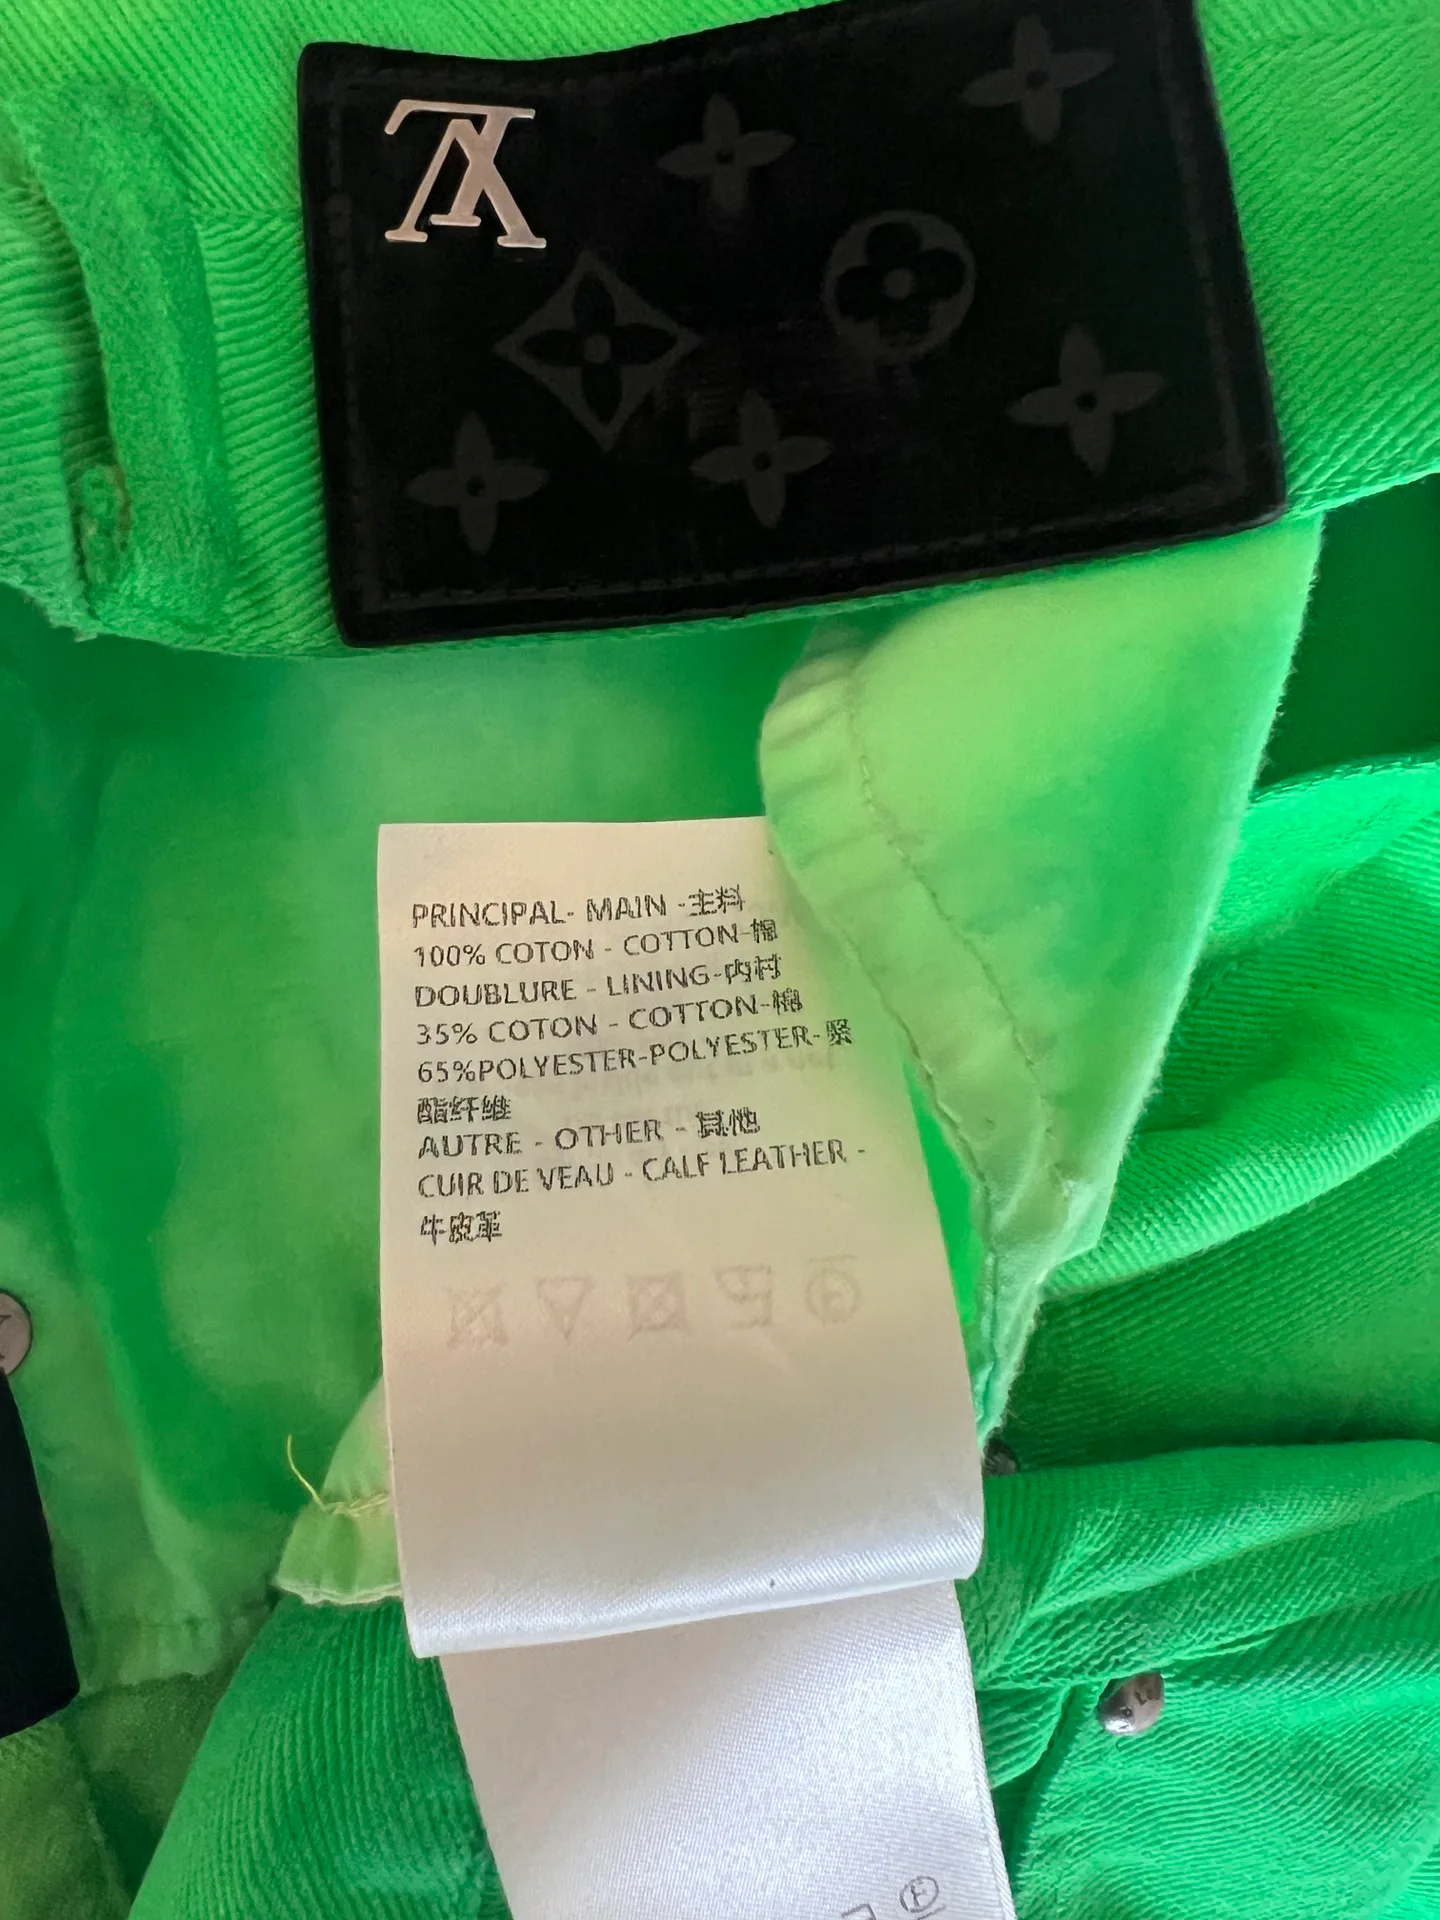 PRINCIPAL- MAIN -主料
100% COTON - COTTON-棉
DOUBLURE - LINING-内衬
35% COTON - COTTON-棉
65%POLYESTER-POLYESTER-聚
酯纤维
AUTRE - OTHER - 其他
CUIR DE VEAU - CALF LEATHER -
牛皮革